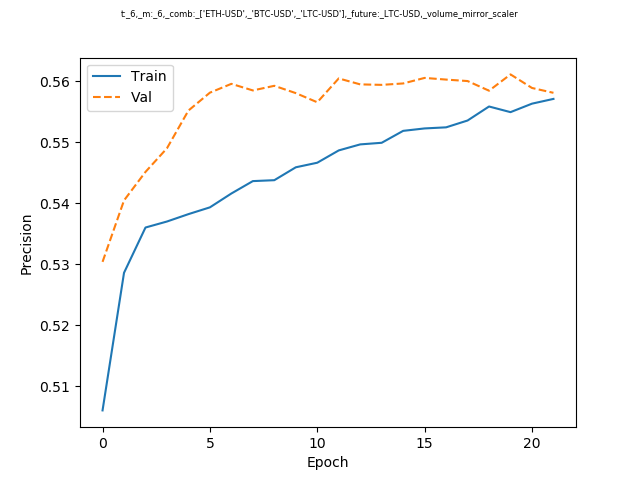 t:_6,_m:_6,_comb:_['ETH-USD',_'BTC-USD',_'LTC-USD'],_future:_LTC-USD,_volume_mirror_scaler
Train
Val
0.56
0.55
0.54
0.53
0.52
0.51
Precision
0 5 10 15 20
Epoch